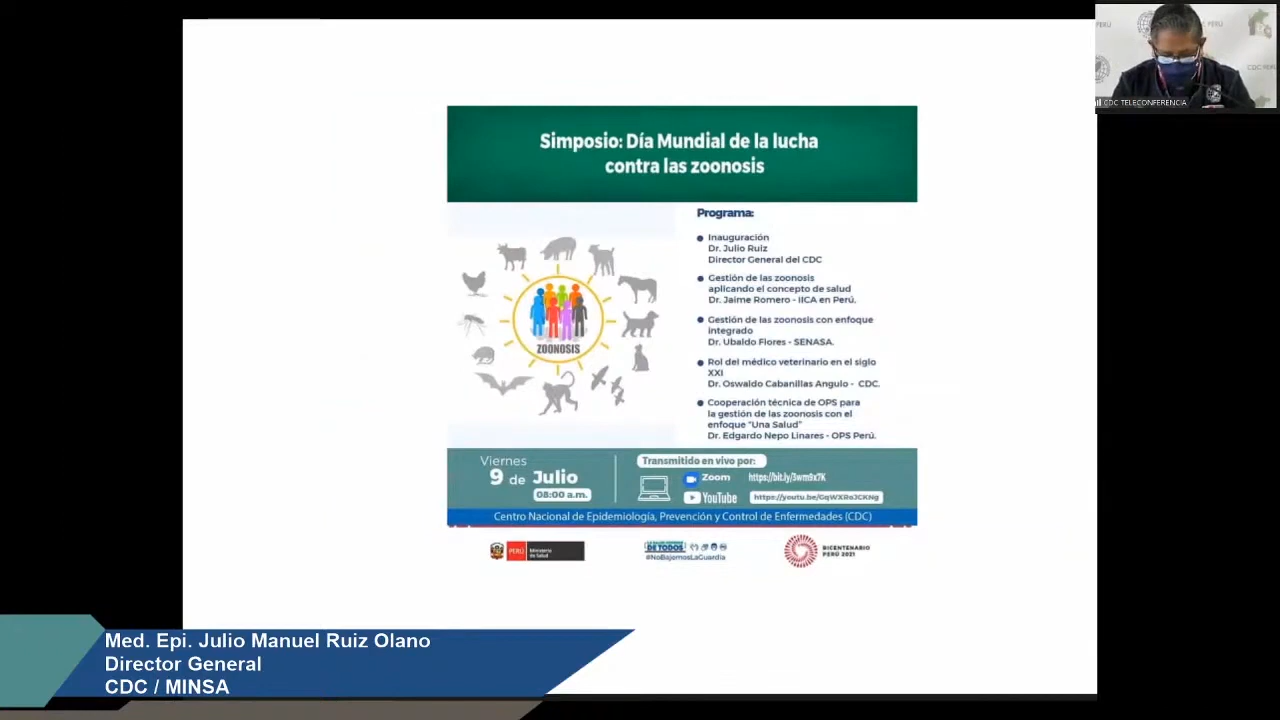 Simposio: Día Mundial de la lucha
contra las zoonosis
ZOONOSIS
Programa:
Inauguración
Dr. Julio Ruiz
Director General del CDC
Gestión de las zoonosis
aplicando el concepto de salud
Dr. Jaime Romero - IICA en Perú.
Gestión de las zoonosis con enfoque
integrado
Dr. Ubaldo Flores - SENASA.
Rol del médico veterinario en el siglo
XXI
Dr. Oswaldo Cabanillas Angulo - CDC.
Cooperación técnica de OPS para
la gestión de las zoonosis con el
enfoque "Una Salud"
Dr. Edgardo Nepo Linares - OPS Perú.
Viernes
9 de Julio
08:00 a.m.
Transmitido en vivo por:
Zoom https://bit.ly/3wm9x7K
YouTube
Centro Nacional de Epidemiología, Prevención y Control de Enfermedades (CDC)
PERÚ Ministerio
de Salud
DE TODOS
#NoBajemosLaGuardia
BICENTENARIO
PERÚ 2021
CDC TELECONFERENCIA
Med. Epi. Julio Manuel Ruiz Olano
Director General
CDC / MINSA